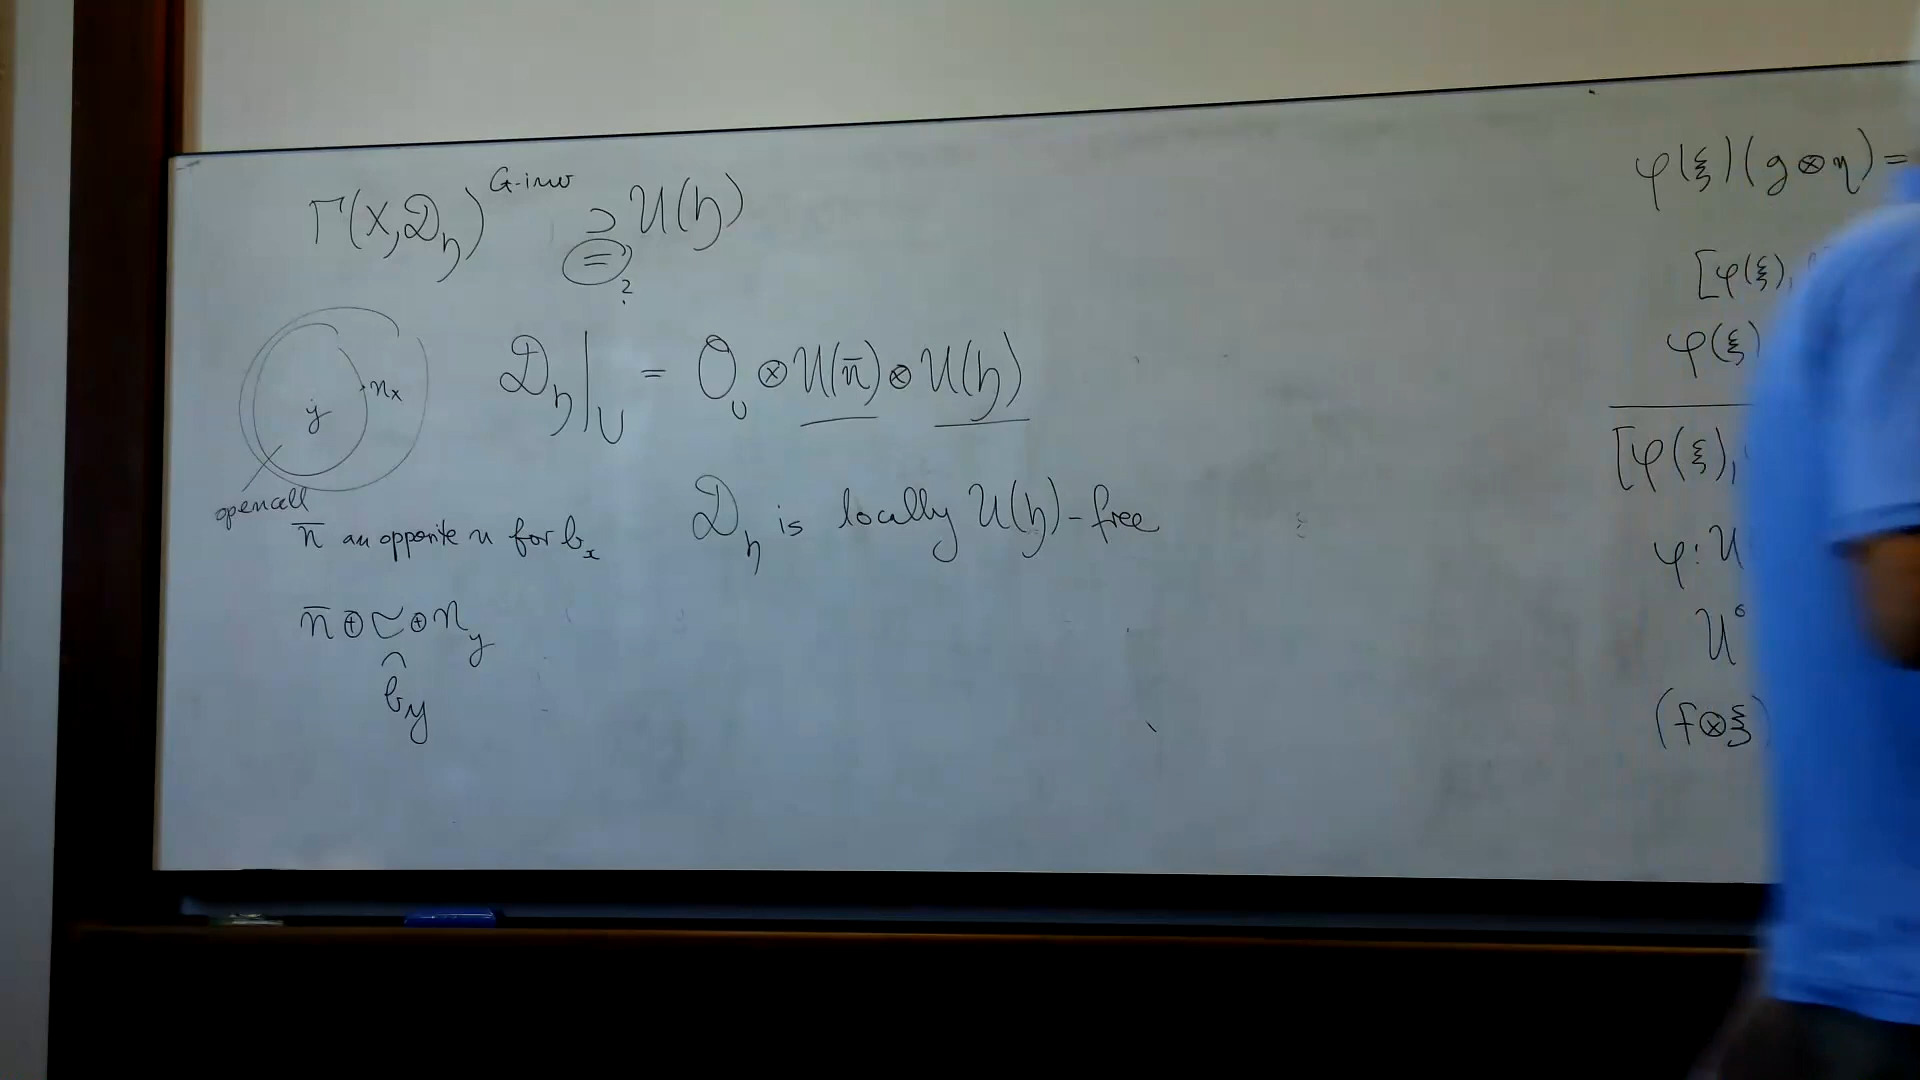 Γ(X, 𝒟_𝔥)^{G-inv} ⊇ U(𝔥)
= ?
𝒟_𝔥|_U = O_U ⊗ U(n̄) ⊗ U(𝔥)
y
n_x
open cell
n̄ an opposite n for b_x
𝒟_𝔥 is locally U(𝔥)-free
n̄ ⊕ ⊕ n_y
b_y
φ(ξ)(g⊗η) =
[φ(ξ),
φ(ξ)
[φ(ξ),
φ: U
U°
(f⊗ξ)